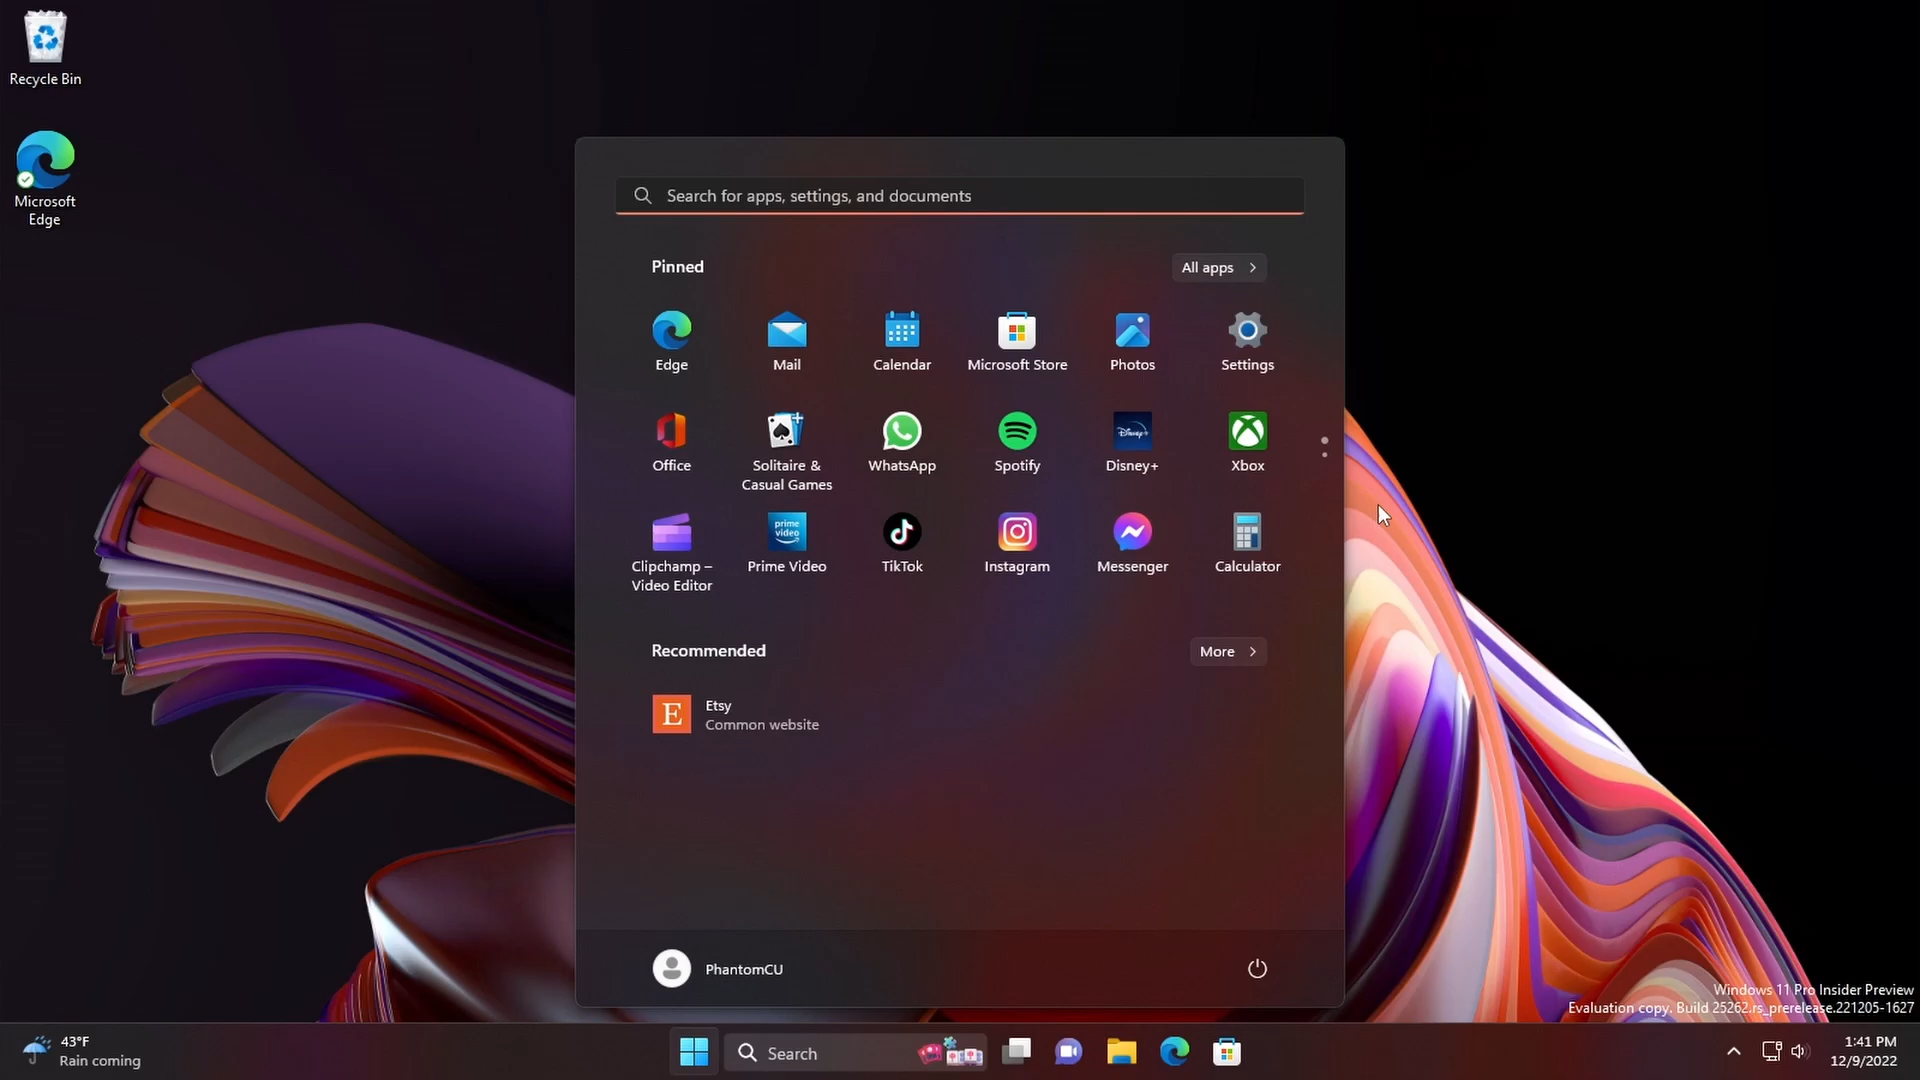 Recycle Bin
Microsoft
Edge
Search for apps, settings, and documents
Pinned
All apps
Edge
Mail
Calendar
Microsoft Store
Photos
Settings
Office
Solitaire &
Casual Games
WhatsApp
Spotify
Disney+
Disney+
Xbox
prime
video
Clipchamp –
Video Editor
Prime Video
TikTok
Instagram
Messenger
Calculator
Recommended
More
E
Etsy
Common website
PhantomCU
Windows 11 Pro Insider Preview
Evaluation copy. Build 25262.rs_prerelease.221205-1627
43°F
Rain coming
Search
1:41 PM
12/9/2022